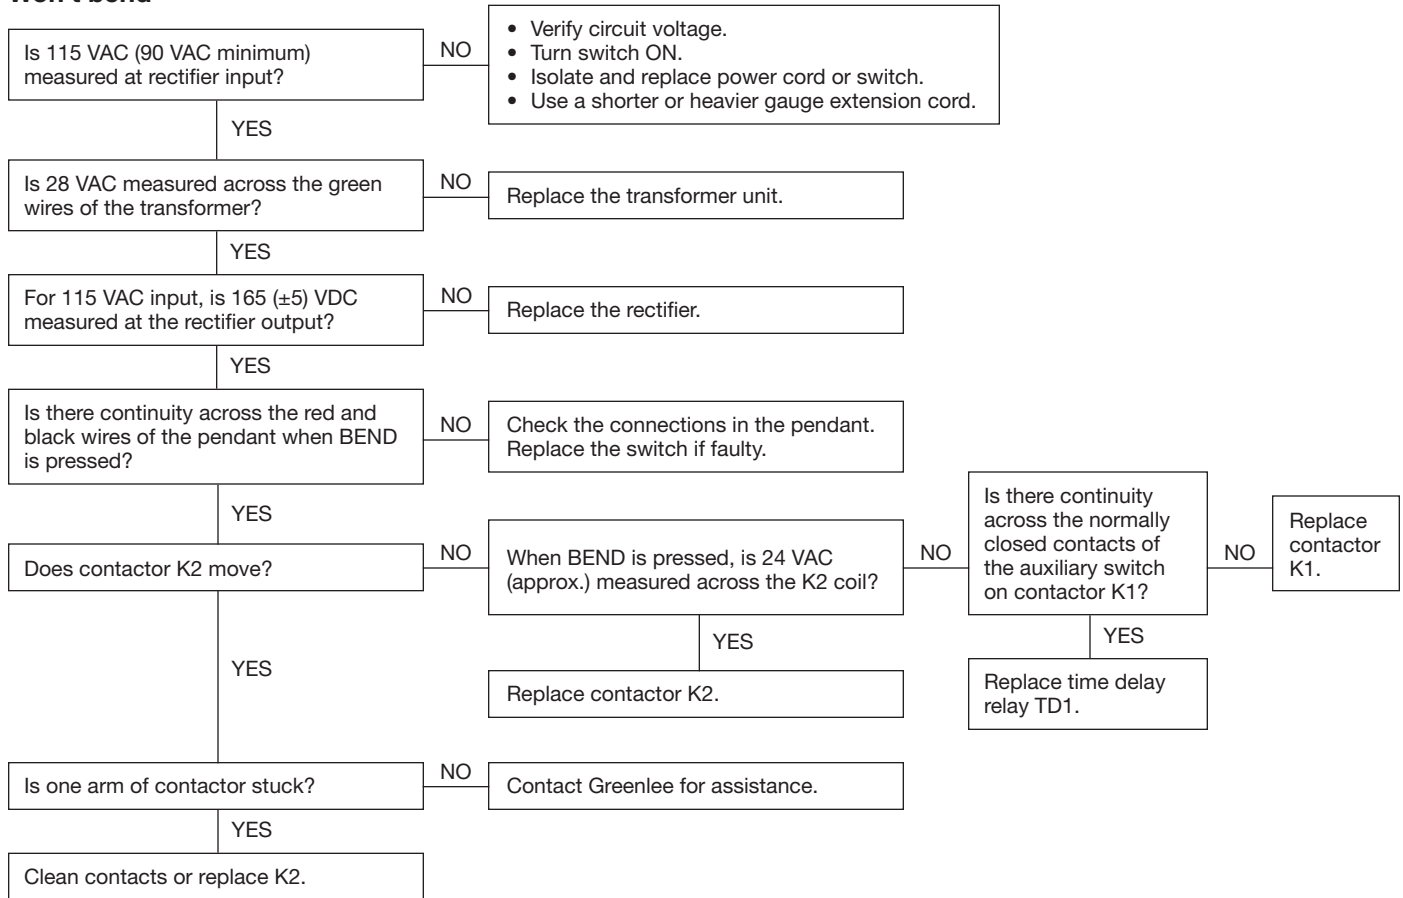 Won't bend
Is 115 VAC (90 VAC minimum)
measured at rectifier input?
NO
• Verify circuit voltage.
• Turn switch ON.
• Isolate and replace power cord or switch.
• Use a shorter or heavier gauge extension cord.
YES
Is 28 VAC measured across the green
wires of the transformer?
NO
Replace the transformer unit.
YES
For 115 VAC input, is 165 (±5) VDC
measured at the rectifier output?
NO
Replace the rectifier.
YES
Is there continuity across the red and
black wires of the pendant when BEND
is pressed?
NO
Check the connections in the pendant.
Replace the switch if faulty.
YES
Does contactor K2 move?
NO
When BEND is pressed, is 24 VAC
(approx.) measured across the K2 coil?
NO
Is there continuity
across the normally
closed contacts of
the auxiliary switch
on contactor K1?
NO
Replace
contactor
K1.
YES
Replace contactor K2.
YES
Replace time delay
relay TD1.
YES
Is one arm of contactor stuck?
NO
Contact Greenlee for assistance.
YES
Clean contacts or replace K2.